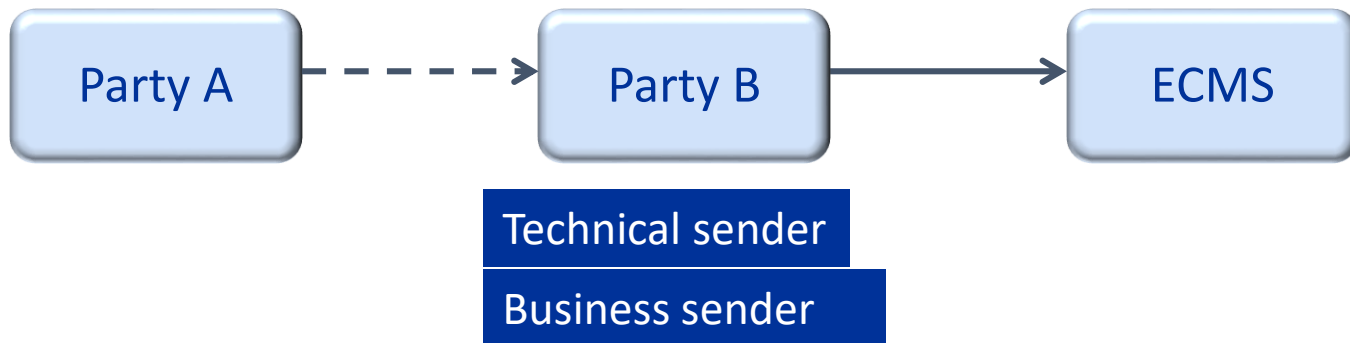 Party A
Party B
ECMS
Technical sender
Business sender